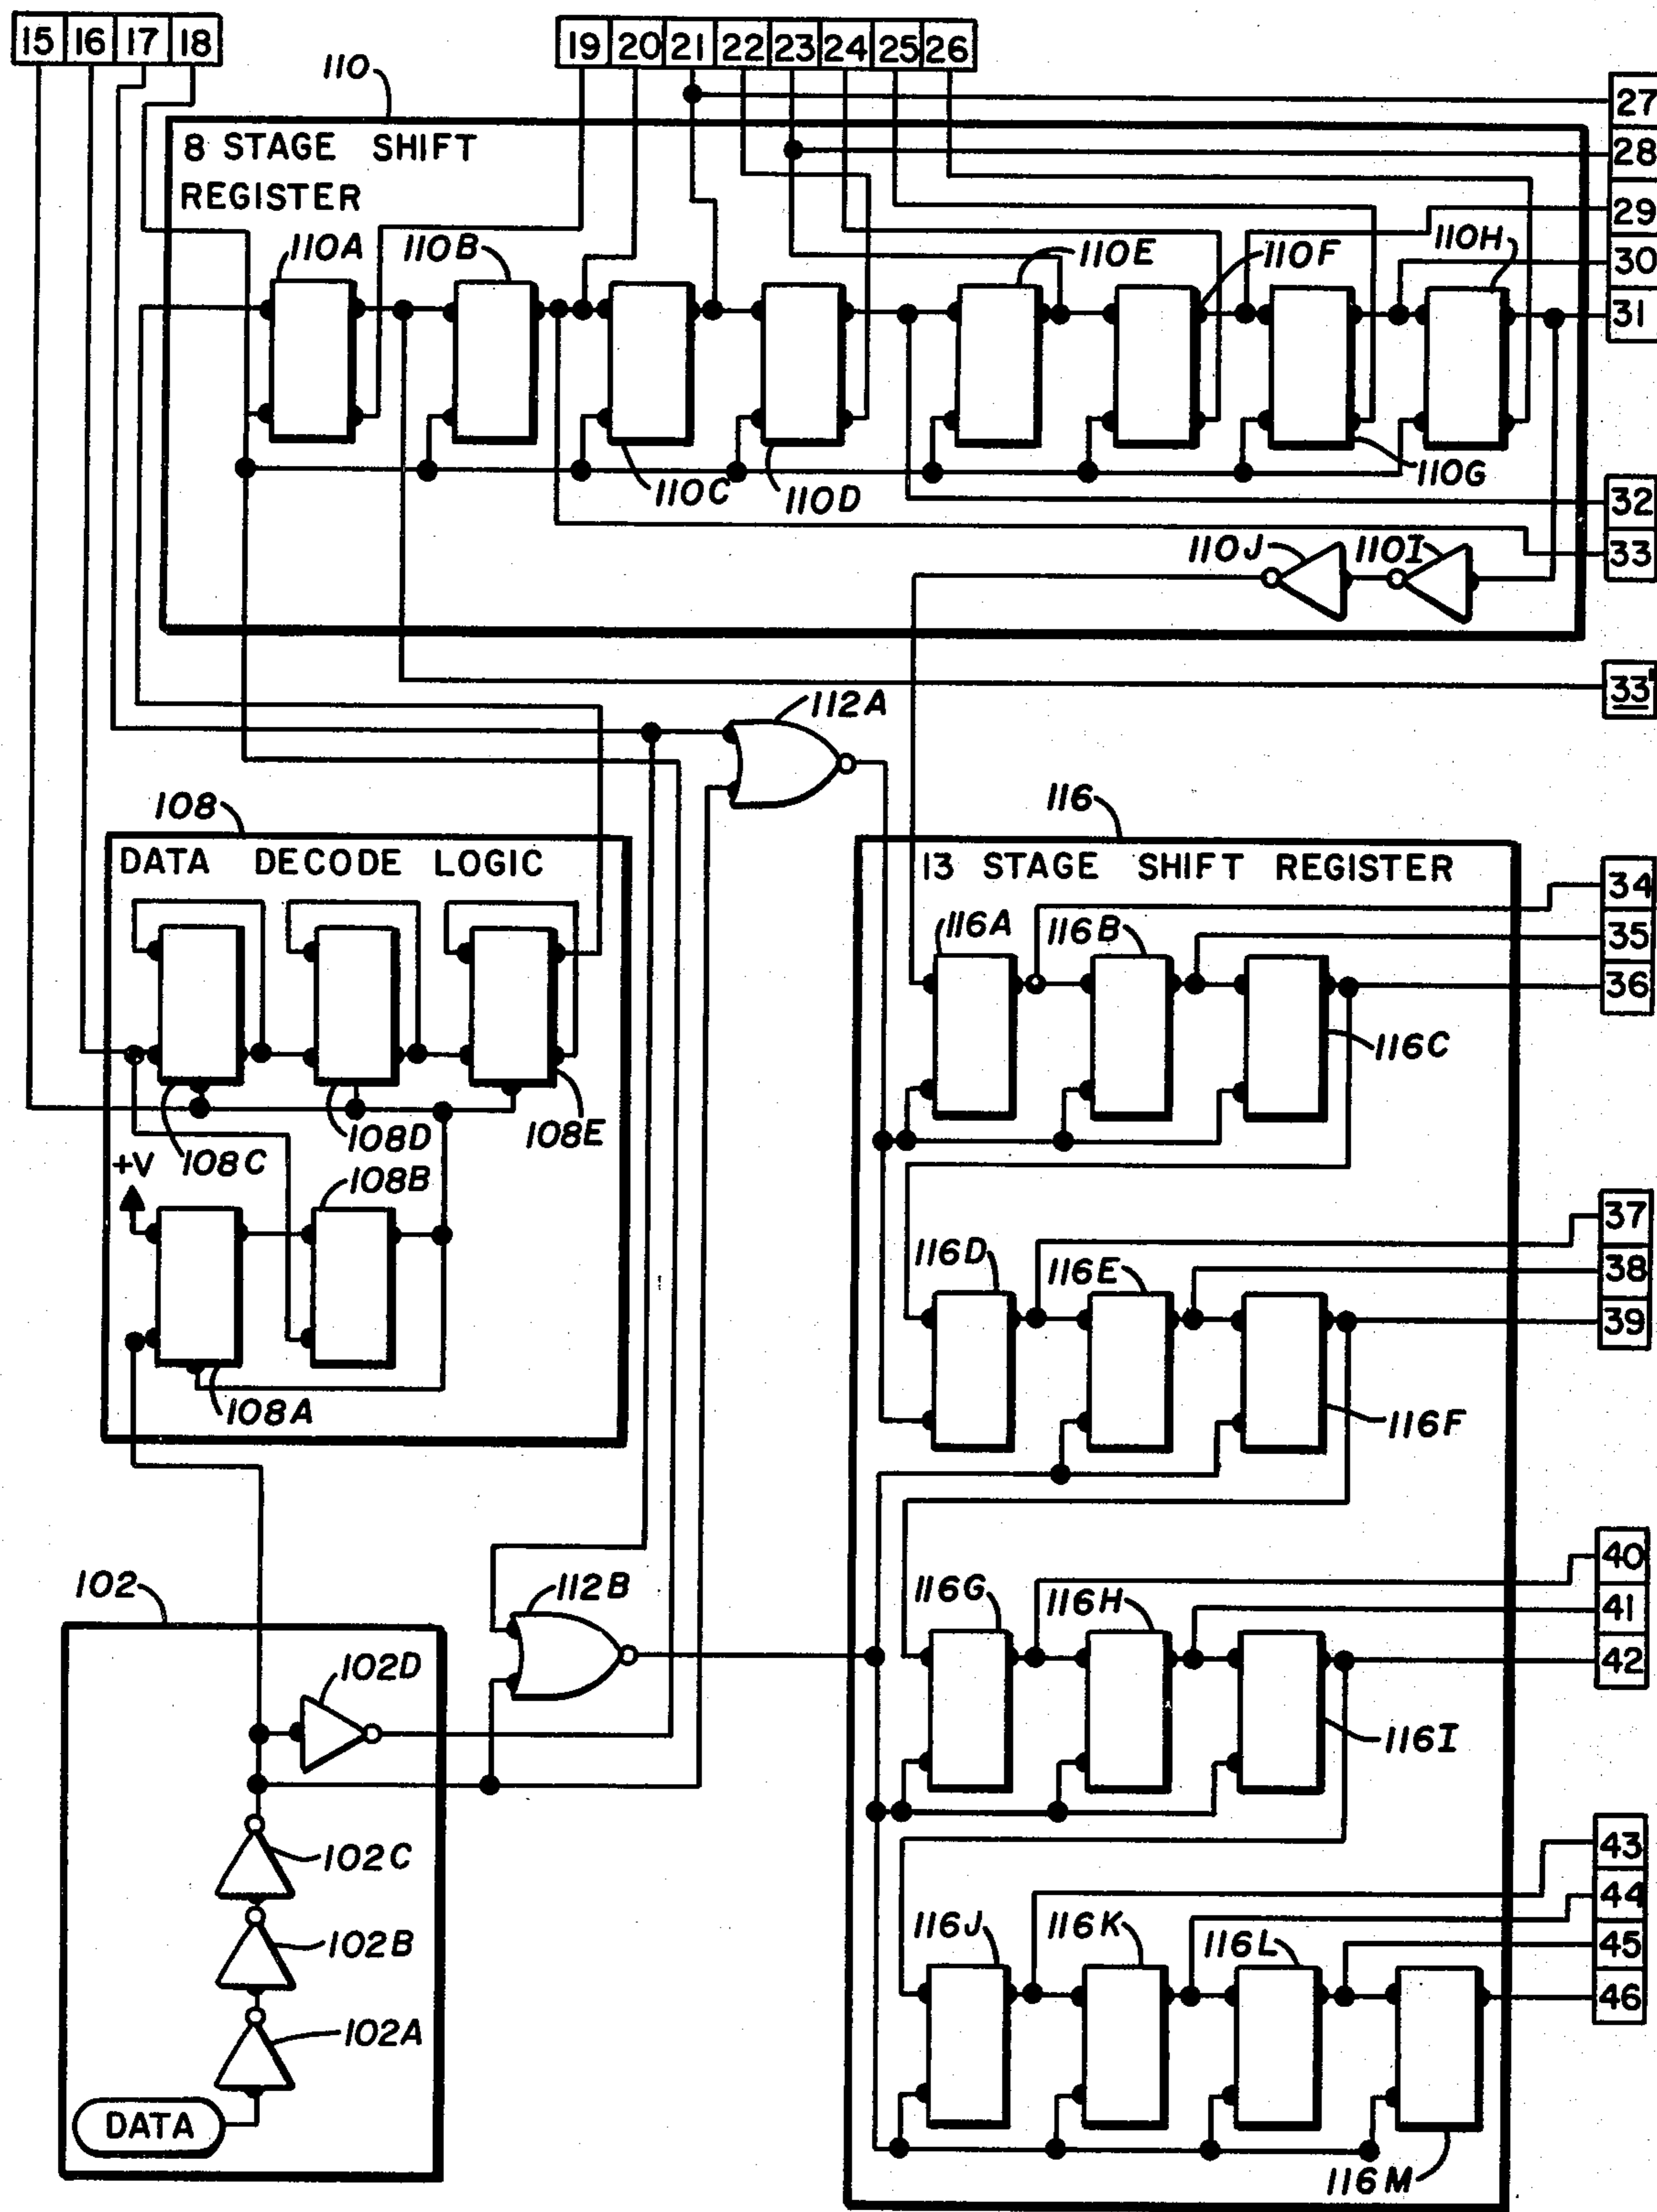 15 16 17 18
19 20 21 22 23 24 25 26
110
27
28
29
30
31
8 STAGE SHIFT
REGISTER
110A
110B
110E
110F
110H
110C
110D
110G
32
33
110J
110I
33'
112A
108
DATA DECODE LOGIC
108C
108D
108E
+V
108B
108A
116
13 STAGE SHIFT REGISTER
34
35
36
116A
116B
116C
37
38
39
116D
116E
116F
40
41
42
116G
116H
116I
43
44
45
46
116J
116K
116L
116M
102
112B
102D
102C
102B
102A
DATA